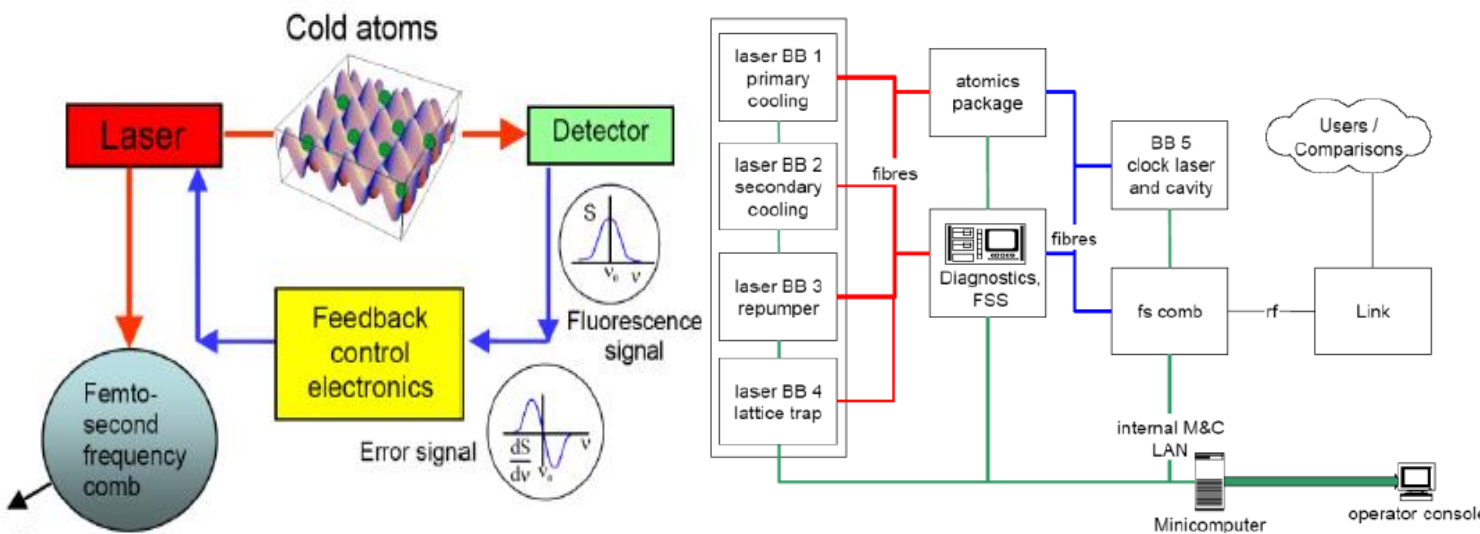 Cold atoms
Laser
Detector
S
ν₀ ν
Fluorescence
signal
Feedback
control
electronics
Femto-
second
frequency
comb
Error signal
dS
dν
ν₀
ν
laser BB 1
primary
cooling
laser BB 2
secondary
cooling
laser BB 3
repumper
laser BB 4
lattice trap
fibres
atomics
package
Diagnostics,
FSS
fibres
BB 5
clock laser
and cavity
fs comb
rf
Link
Users /
Comparisons
internal M&C
LAN
Minicomputer
operator console